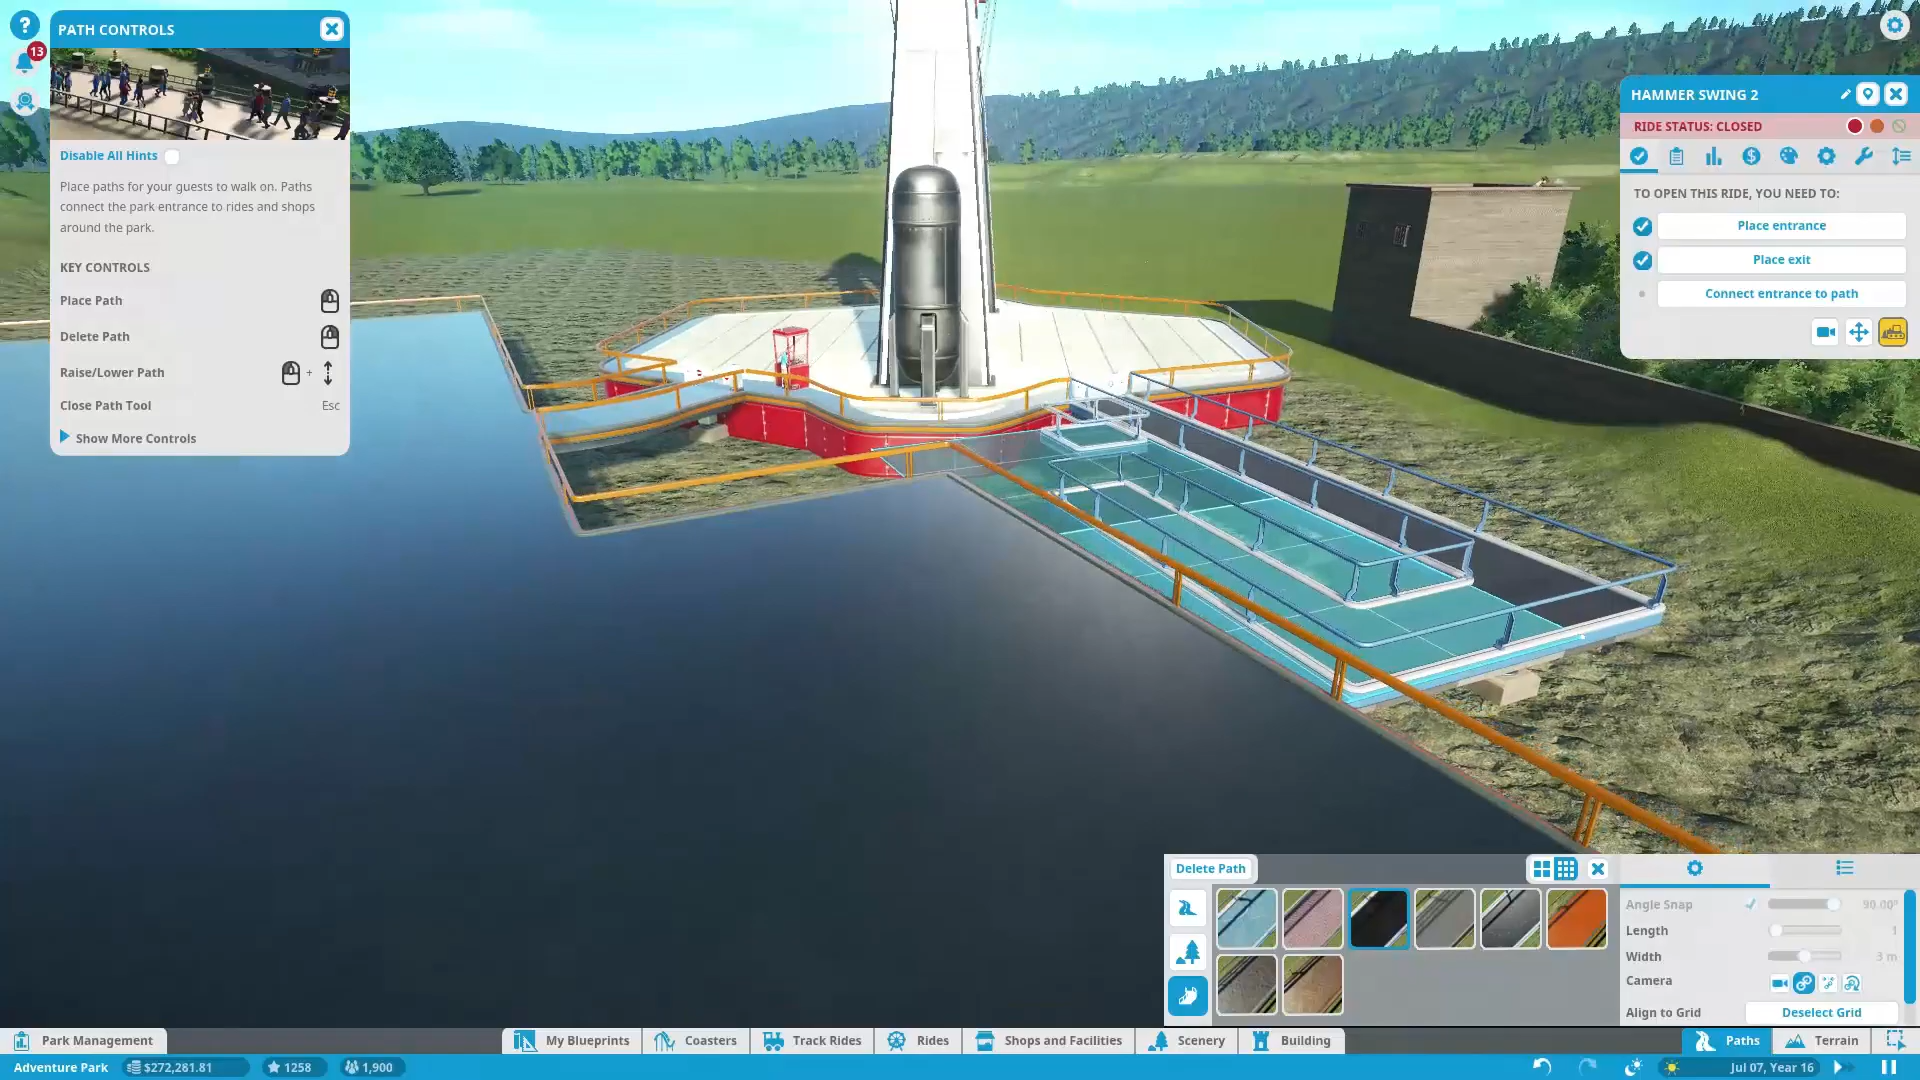 ?
PATH CONTROLS
13
Disable All Hints
Place paths for your guests to walk on. Paths
connect the park entrance to rides and shops
around the park.
KEY CONTROLS
Place Path
Delete Path
Raise/Lower Path +
Close Path Tool Esc
Show More Controls
HAMMER SWING 2
RIDE STATUS: CLOSED
TO OPEN THIS RIDE, YOU NEED TO:
Place entrance
Place exit
Connect entrance to path
Delete Path
Angle Snap 90.00°
Length 1
Width 3 m
Camera
Align to Grid Deselect Grid
Park Management
My Blueprints
Coasters
Track Rides
Rides
Shops and Facilities
Scenery
Building
Paths
Terrain
Adventure Park $272,281.81 1258 1,900
Jul 07, Year 16